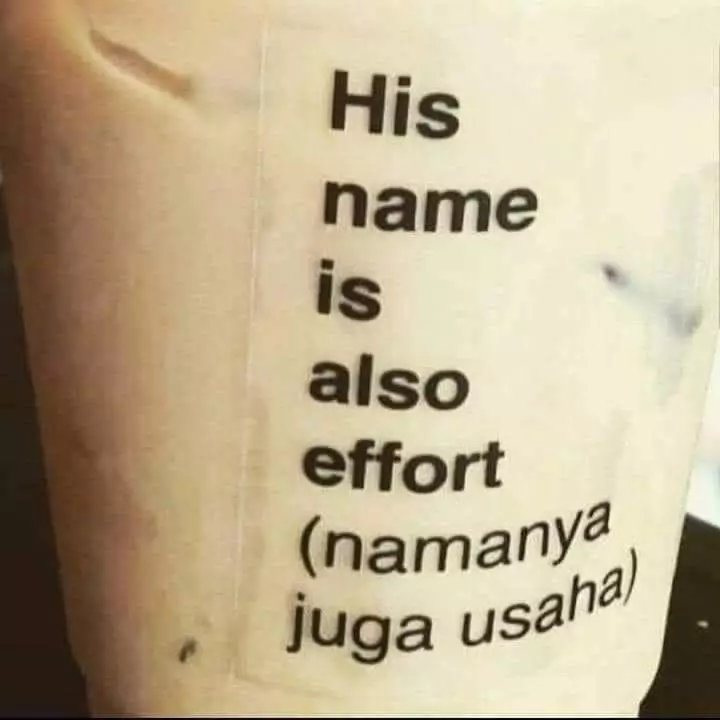 His
name
is
also
effort
(namanya
juga usaha)